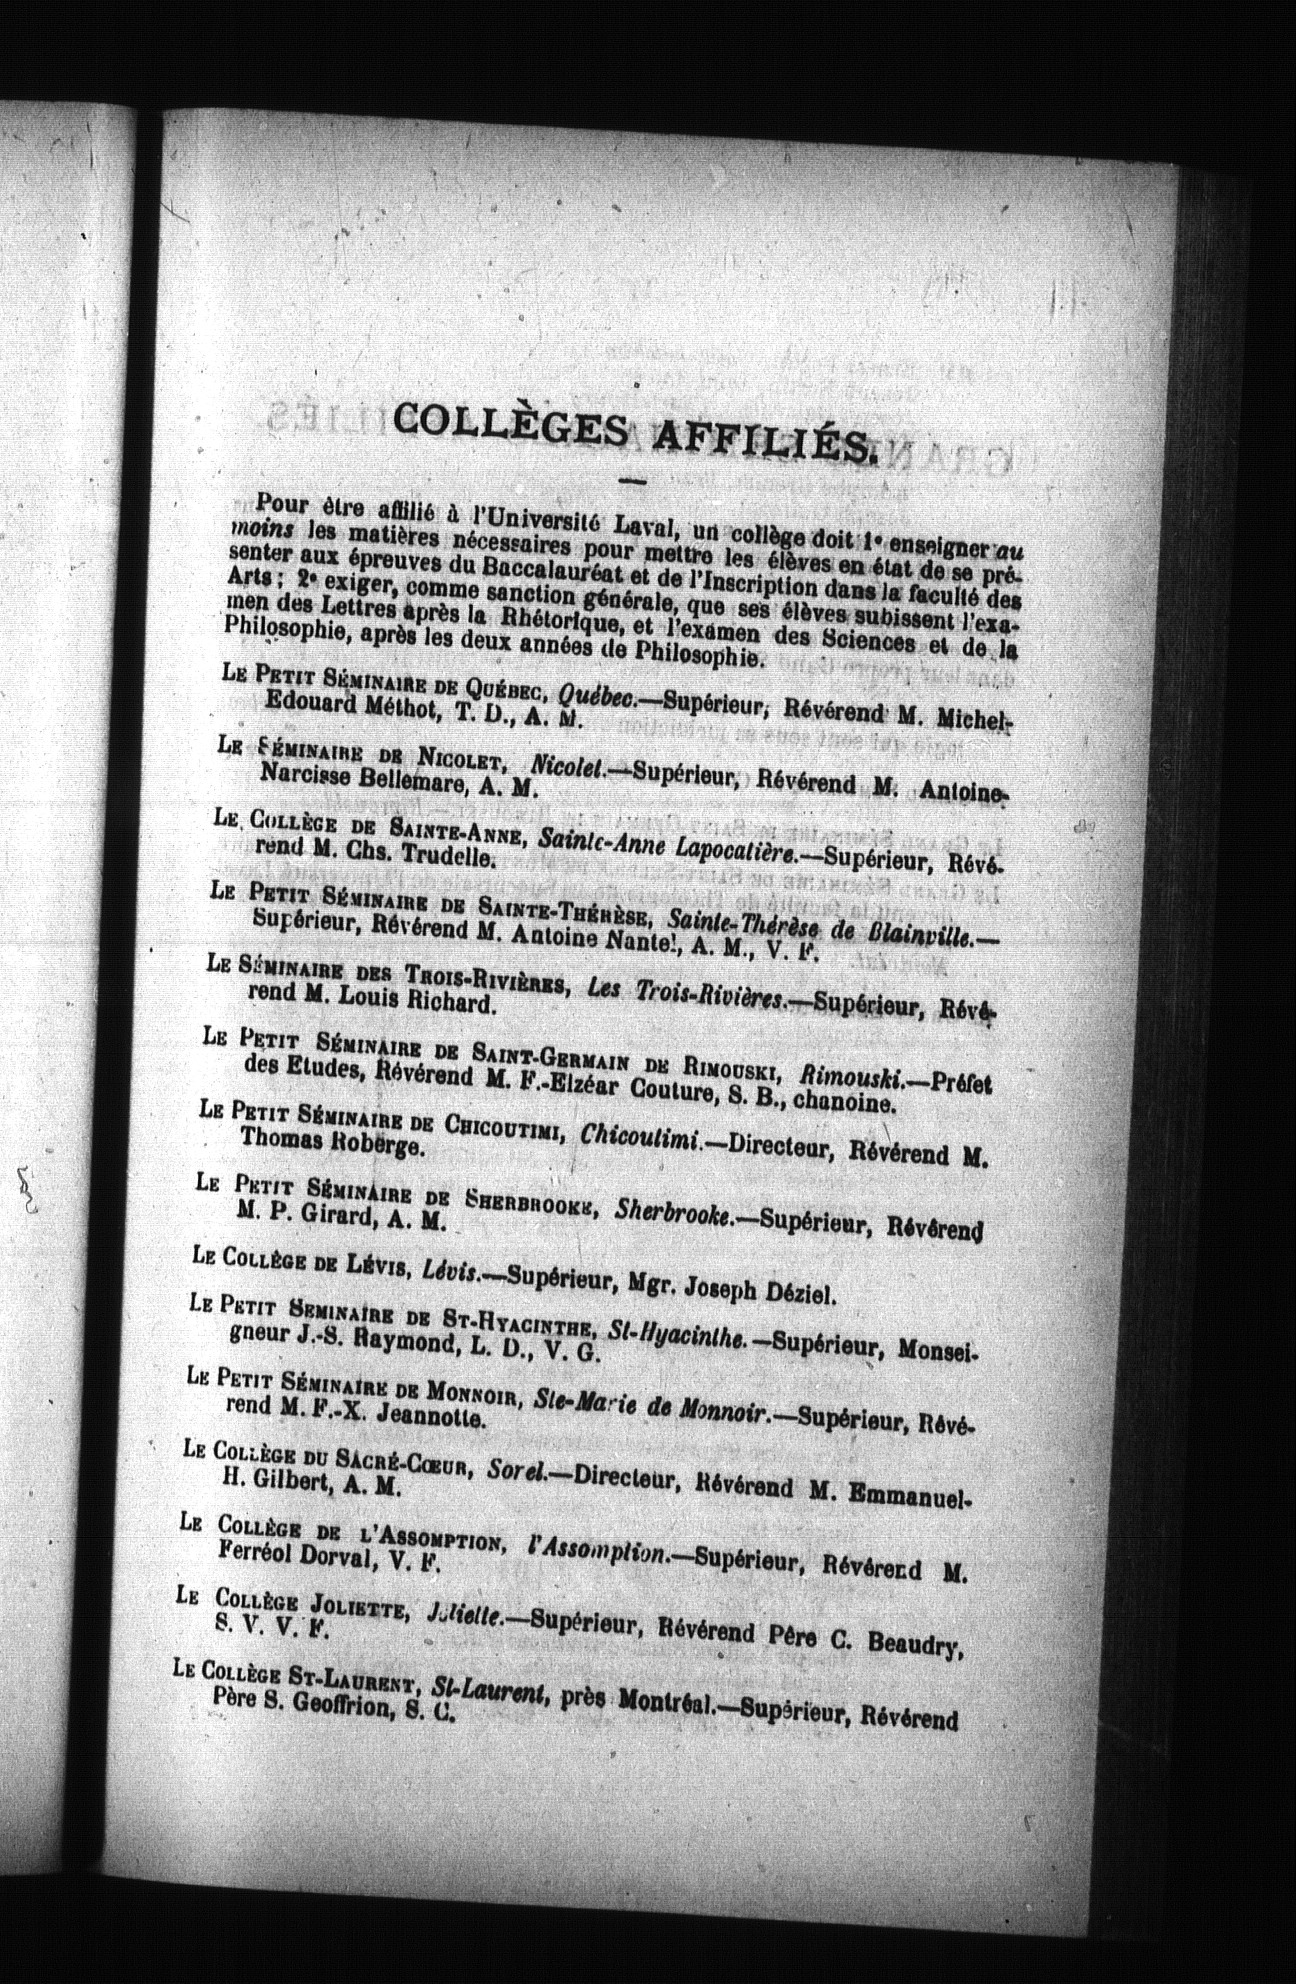 COLLÈGES AFFILIÉS.
Pour être affilié à l'Université Laval, un collège doit 1º enseigner au
moins les matières nécessaires pour mettre les élèves en état de se pré-
senter aux épreuves du Baccalauréat et de l'Inscription dans la faculté des
Arts; 2º exiger, comme sanction générale, que ses élèves subissent l'exa-
men des Lettres après la Rhétorique, et l'examen des Sciences et de la
Philosophie, après les deux années de Philosophie.
LE PETIT SÉMINAIRE DE QUÉBEC, Québec.—Supérieur, Révérend M. Michel-
Edouard Méthot, T. D., A. M.
LE SÉMINAIRE DE NICOLET, Nicolet.—Supérieur, Révérend M. Antoine-
Narcisse Bellemare, A. M.
LE COLLÈGE DE SAINTE-ANNE, Sainte-Anne Lapocatière.—Supérieur, Révé-
rend M. Chs. Trudelle.
LE PETIT SÉMINAIRE DE SAINTE-THÉRÈSE, Sainte-Thérèse de Blainville.—
Supérieur, Révérend M. Antoine Nantel, A. M., V. F.
LE SÉMINAIRE DES TROIS-RIVIÈRES, Les Trois-Rivières.—Supérieur, Révé-
rend M. Louis Richard.
LE PETIT SÉMINAIRE DE SAINT-GERMAIN DE RIMOUSKI, Rimouski.—Préfet
des Etudes, Révérend M. F.-Elzéar Couture, S. B., chanoine.
LE PETIT SÉMINAIRE DE CHICOUTIMI, Chicoutimi.—Directeur, Révérend M.
Thomas Roberge.
LE PETIT SÉMINAIRE DE SHERBROOKE, Sherbrooke.—Supérieur, Révérend
M. P. Girard, A. M.
LE COLLÈGE DE LÉVIS, Lévis.—Supérieur, Mgr. Joseph Déziel.
LE PETIT SEMINAIRE DE ST-HYACINTHE, St-Hyacinthe.—Supérieur, Monsei-
gneur J.-S. Raymond, L. D., V. G.
LE PETIT SÉMINAIRE DE MONNOIR, Ste-Marie de Monnoir.—Supérieur, Révé-
rend M. F.-X. Jeannotte.
LE COLLÈGE DU SACRÉ-CŒUR, Sorel.—Directeur, Révérend M. Emmanuel-
H. Gilbert, A. M.
LE COLLÈGE DE L'ASSOMPTION, l'Assomption.—Supérieur, Révérend M.
Ferréol Dorval, V. F.
LE COLLÈGE JOLIETTE, Joliette.—Supérieur, Révérend Père C. Beaudry,
S. V. V. F.
LE COLLÈGE ST-LAURENT, St-Laurent, près Montréal.—Supérieur, Révérend
Père S. Geoffrion, S. C.